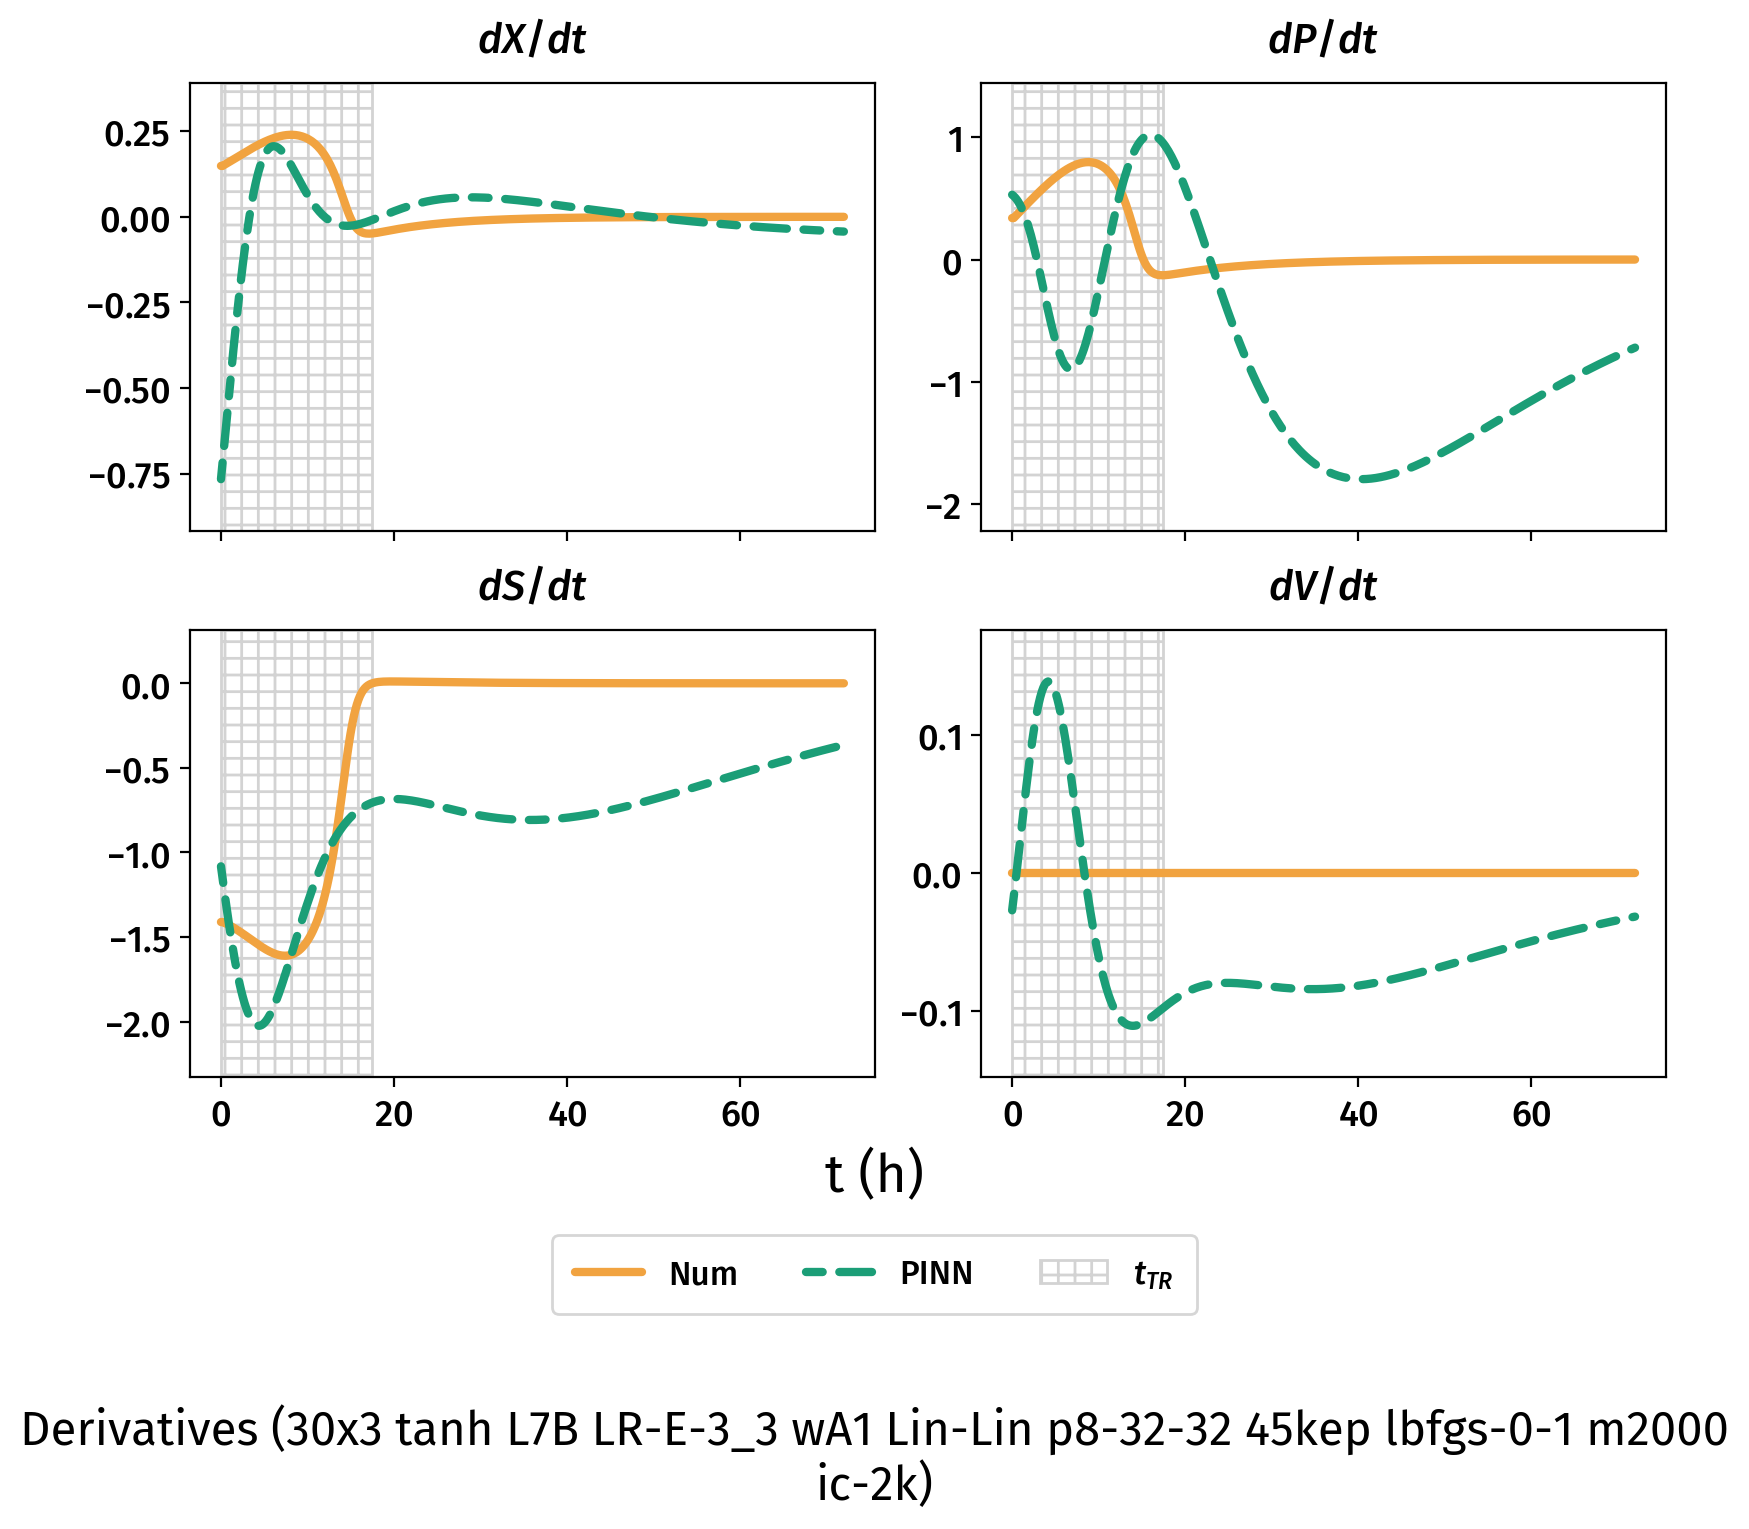 dX/dt
dP/dt
0.25
0.00
−0.25
−0.50
−0.75
1
0
−1
−2
dS/dt
dV/dt
0.0
−0.5
−1.0
−1.5
−2.0
0.1
0.0
−0.1
0 20 40 60
0 20 40 60
t (h)
Num PINN tTR
Derivatives (30x3 tanh L7B LR-E-3_3 wA1 Lin-Lin p8-32-32 45kep lbfgs-0-1 m2000
ic-2k)